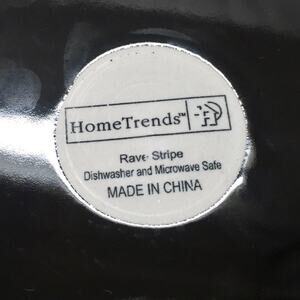 HomeTrends™
Rave Stripe
Dishwasher and Microwave Safe
MADE IN CHINA